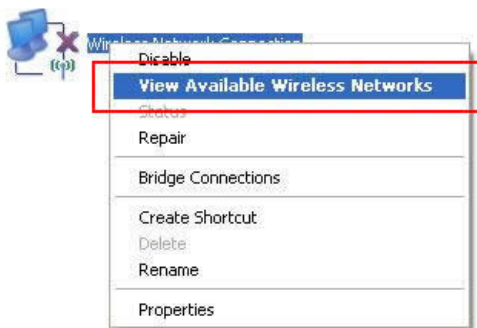 Wireless Network Connection
Disable
View Available Wireless Networks
Status
Repair
Bridge Connections
Create Shortcut
Delete
Rename
Properties